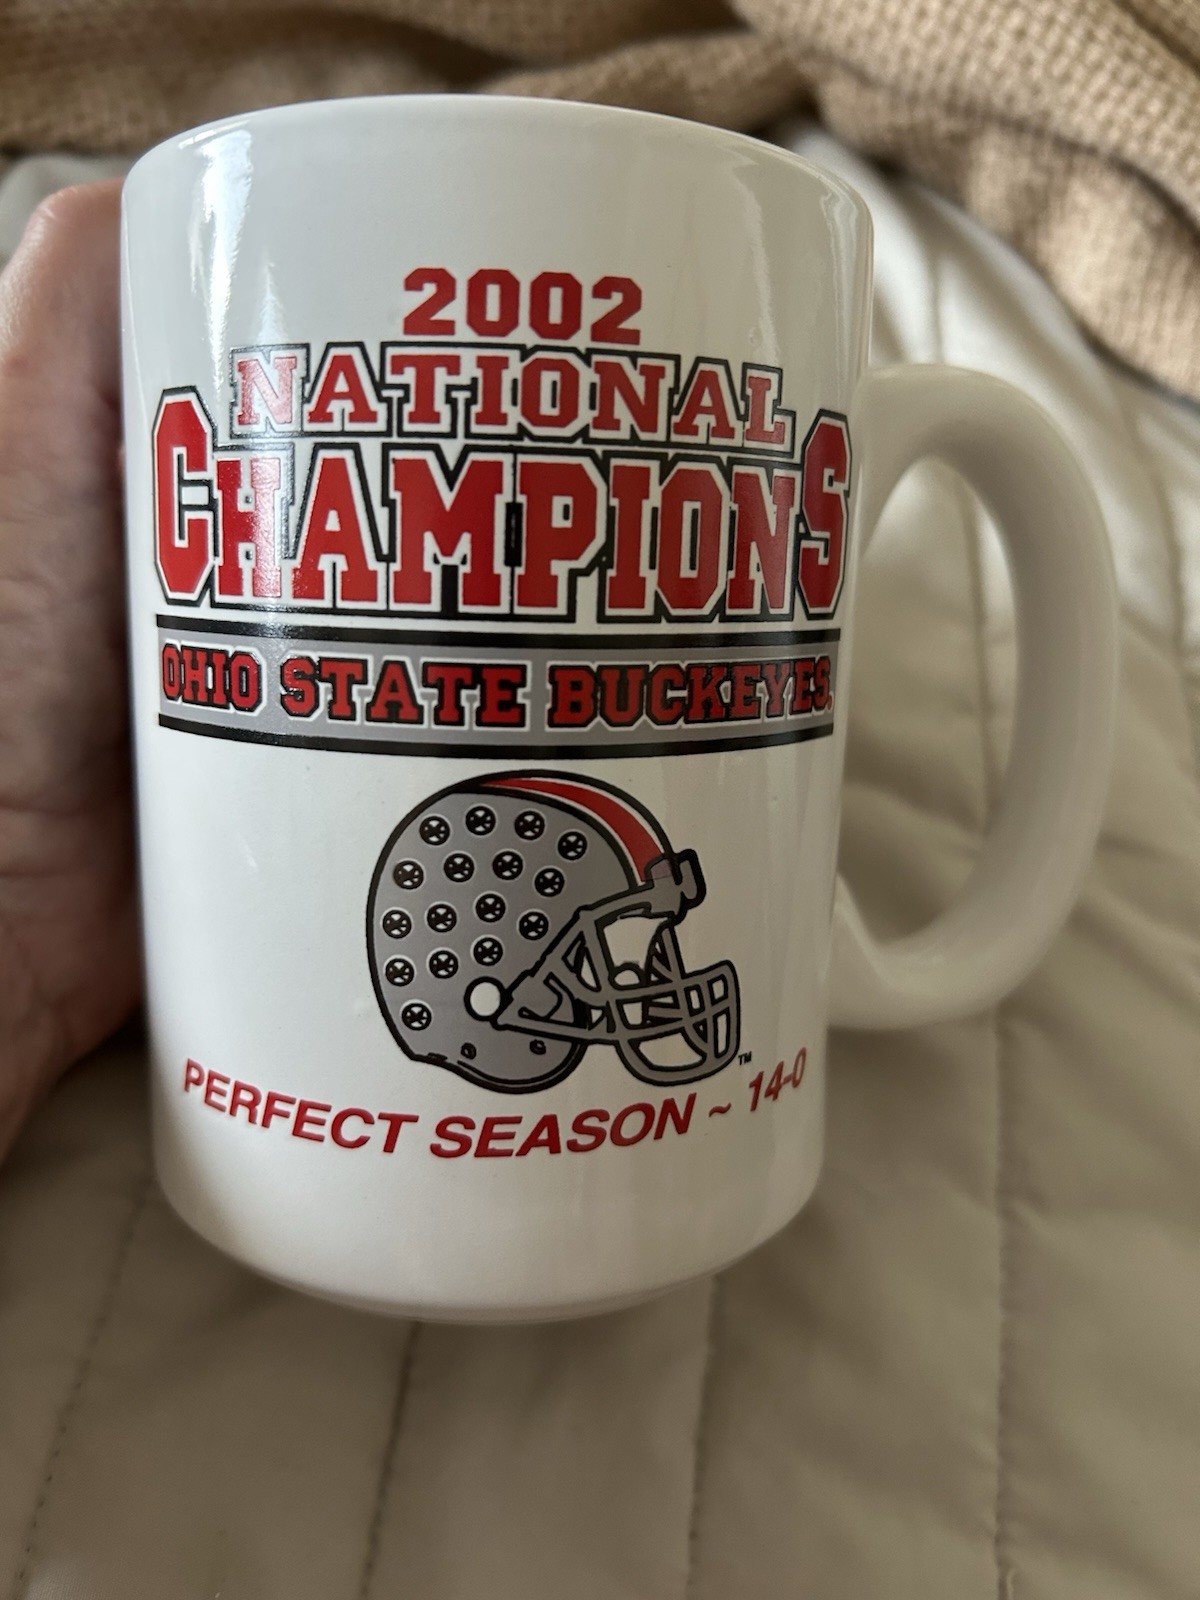 2002
NATIONAL
CHAMPIONS
OHIO STATE BUCKEYES.
TM
PERFECT SEASON ~ 14-0